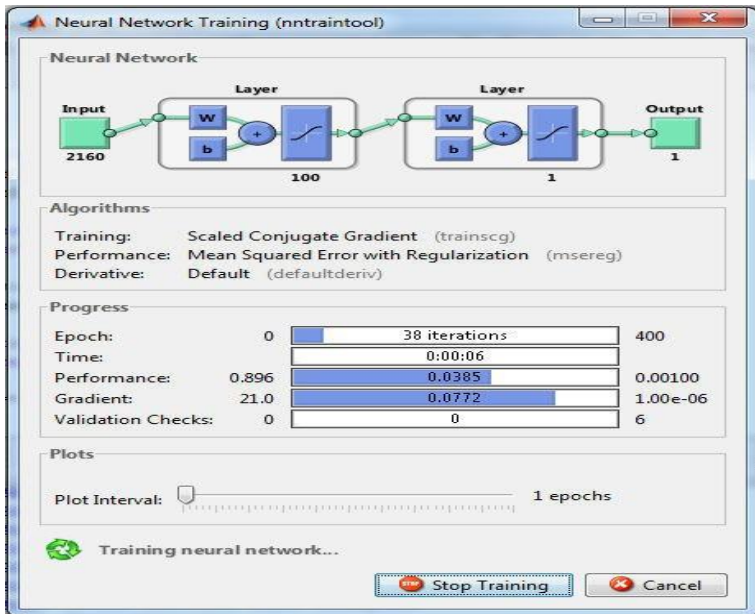 Neural Network Training (nntraintool)
Neural Network
Layer Layer
Input W b + W b + Output
2160 100 1 1
Algorithms
Training: Scaled Conjugate Gradient (trainscg)
Performance: Mean Squared Error with Regularization (msereg)
Derivative: Default (defaultderiv)
Progress
Epoch: 0 38 iterations 400
Time: 0:00:06
Performance: 0.896 0.0385 0.00100
Gradient: 21.0 0.0772 1.00e-06
Validation Checks: 0 0 6
Plots
Plot Interval: 1 epochs
Training neural network...
STOP Stop Training Cancel